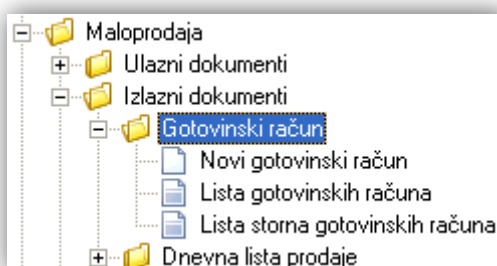 Maloprodaja
Ulazni dokumenti
Izlazni dokumenti
Gotovinski račun
Novi gotovinski račun
Lista gotovinskih računa
Lista storna gotovinskih računa
Dnevna lista prodaje